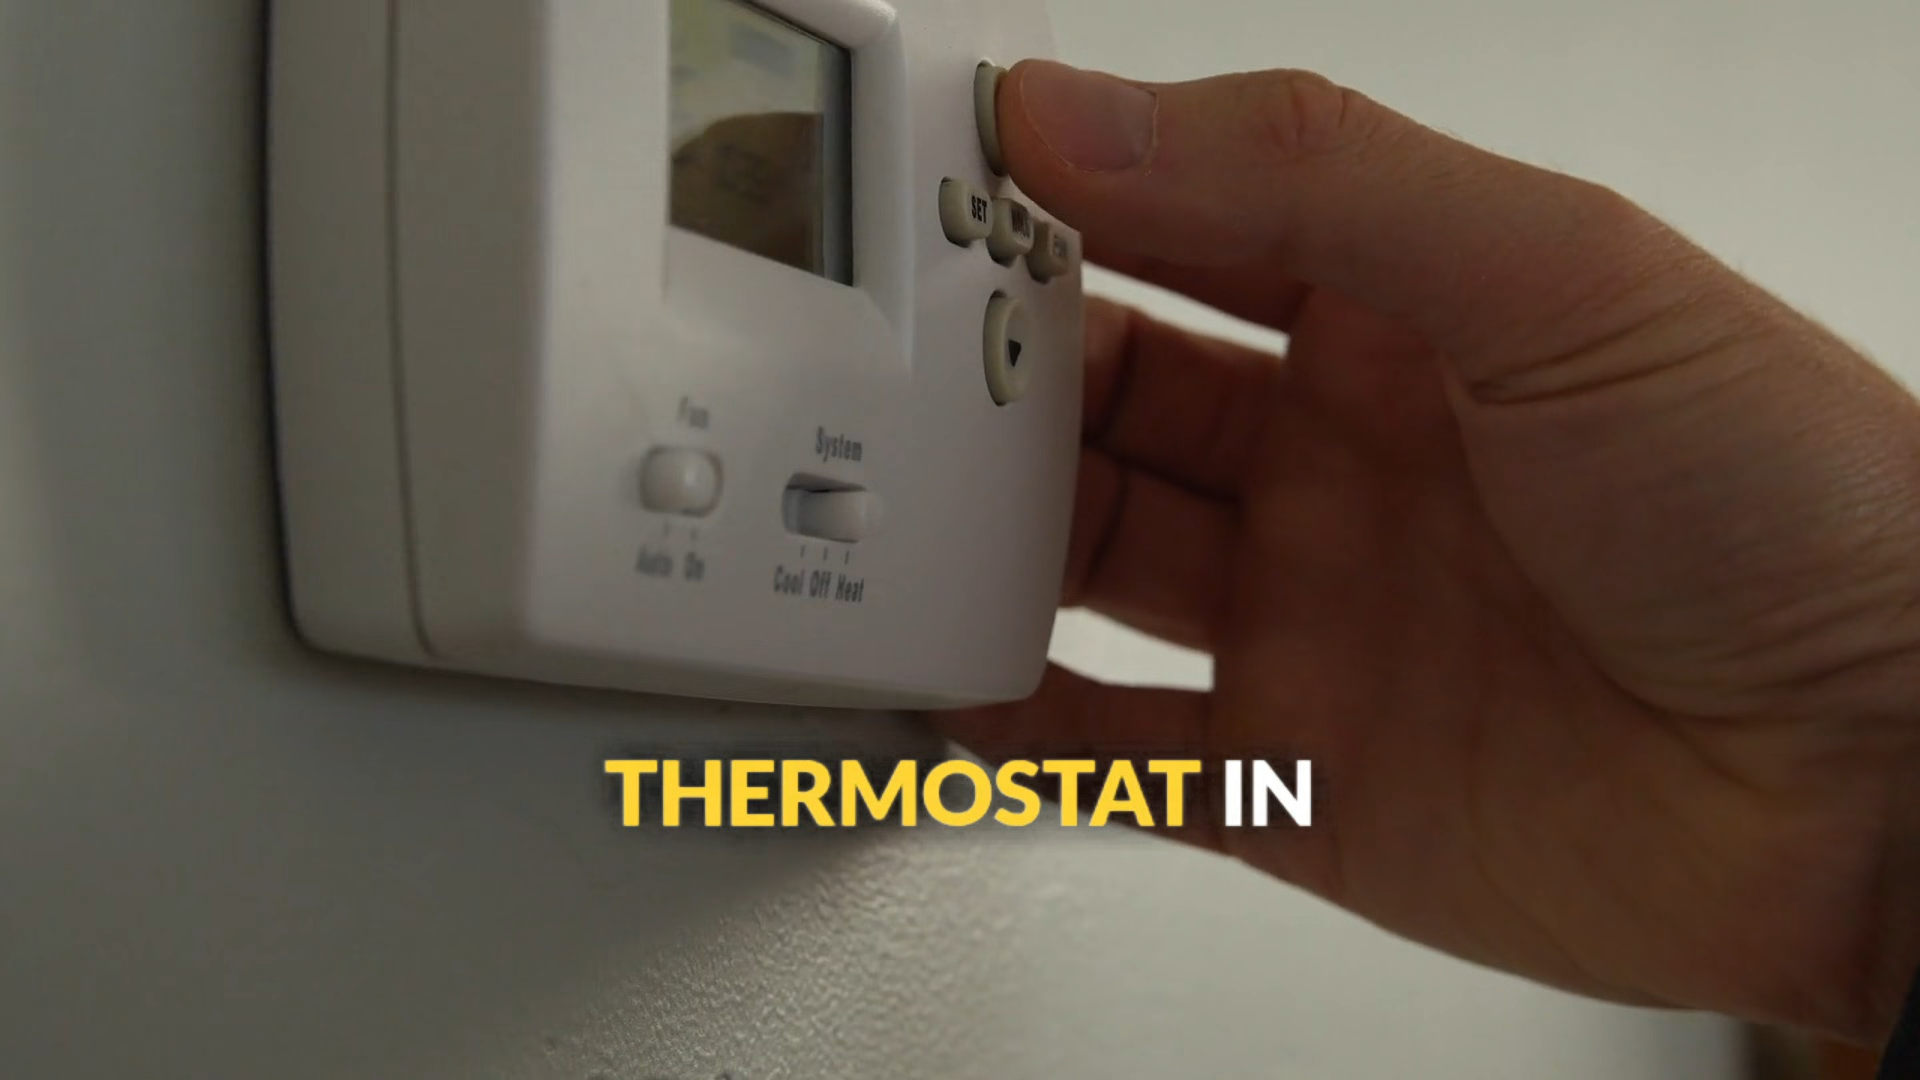 SET
Fan
System
Auto On
Cool Off Heat
THERMOSTAT IN